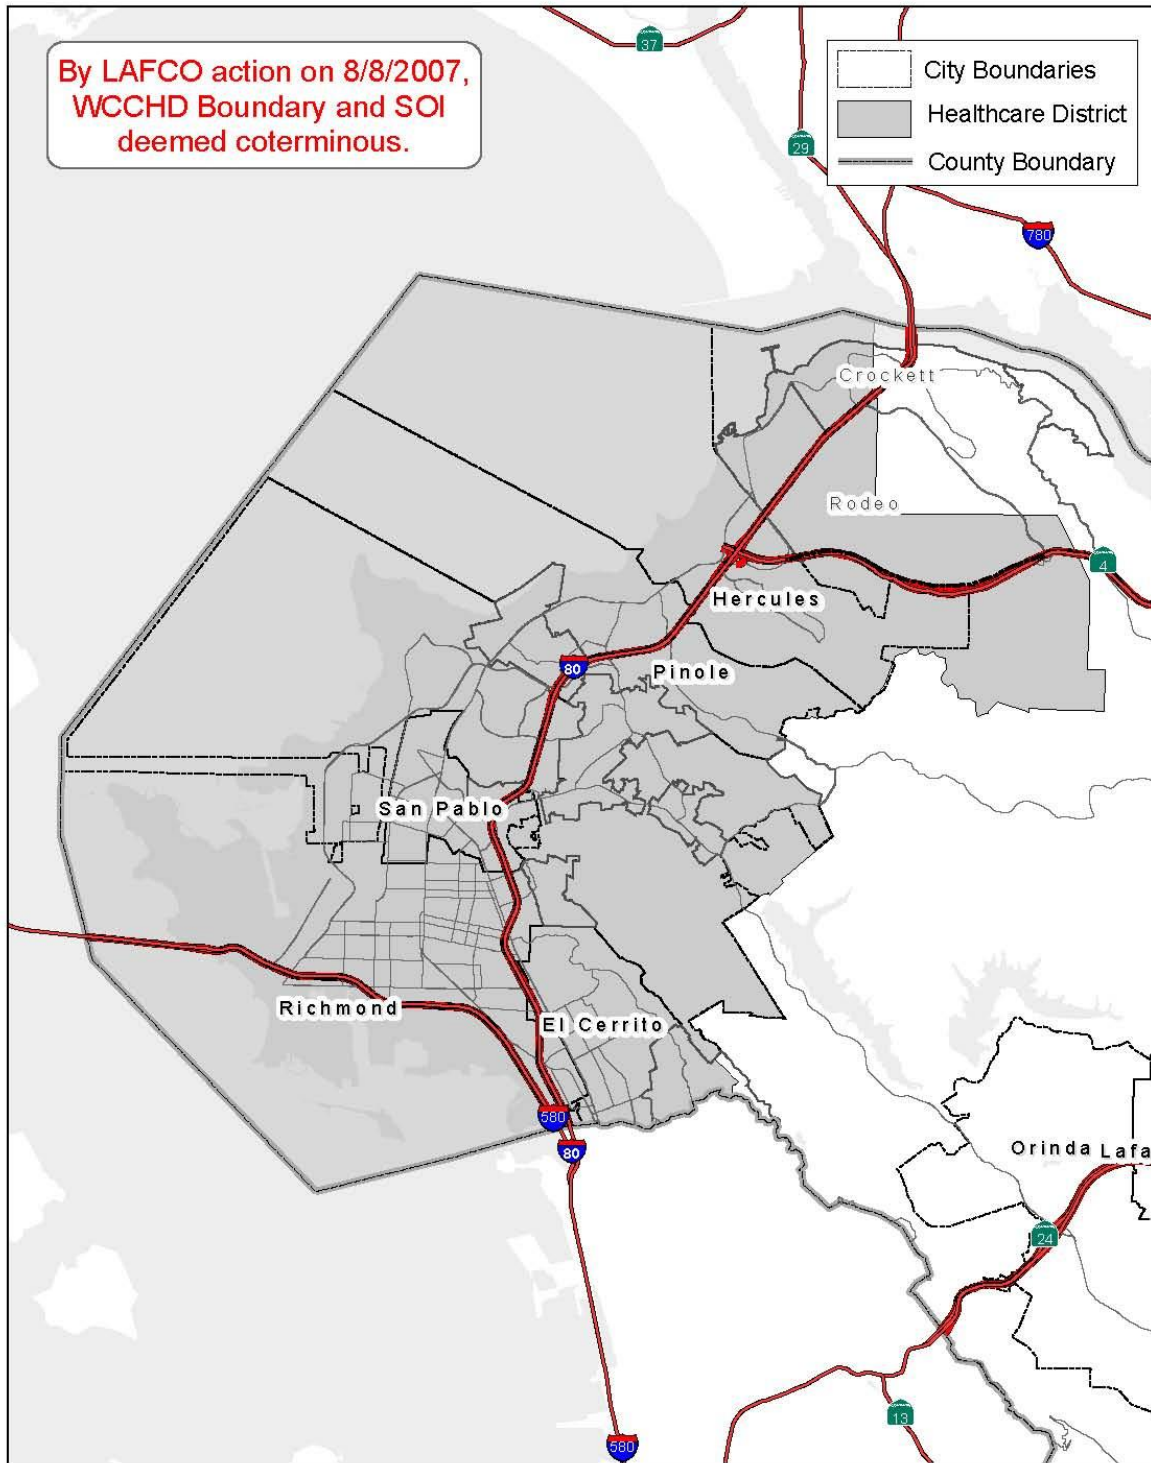 By LAFCO action on 8/8/2007,
WCCHD Boundary and SOI
deemed coterminous.
City Boundaries
Healthcare District
County Boundary
37
29
780
Crockett
Rodeo
4
Hercules
80
Pinole
San Pablo
Richmond
El Cerrito
580
80
Orinda
Lafa
24
13
580